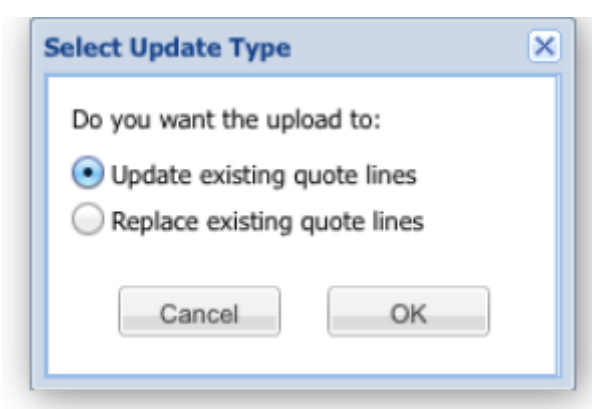 Select Update Type
Do you want the upload to:
Update existing quote lines
Replace existing quote lines
Cancel OK